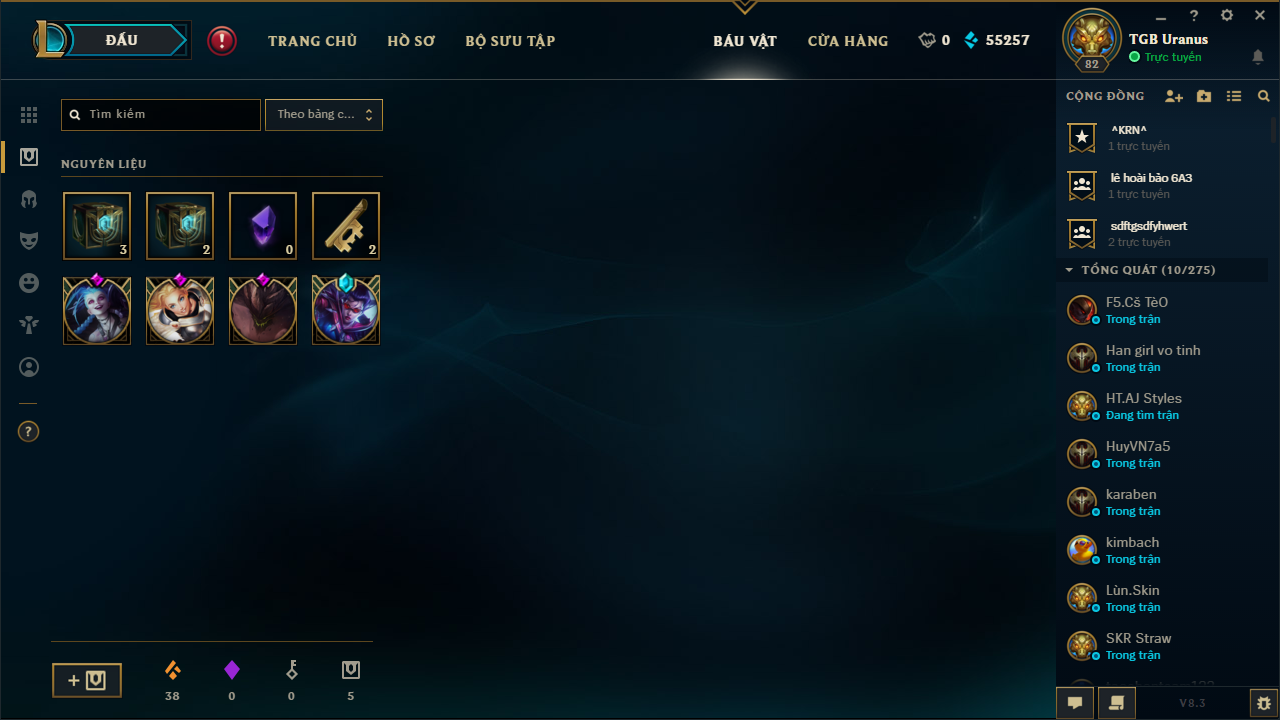 ĐẤU
TRANG CHỦ
HỒ SƠ
BỘ SƯU TẬP
BÁU VẬT
CỬA HÀNG
0
55257
82
TGB Uranus
Trực tuyến
CỘNG ĐỒNG
Tìm kiếm
Theo bảng c...
NGUYÊN LIỆU
3
2
0
2
^KRN^
1 trực tuyến
lê hoài bảo 6A3
1 trực tuyến
sdftgsdfyhwert
2 trực tuyến
TỔNG QUÁT (10/275)
F5.Cš TèO
Trong trận
Han girl vo tinh
Trong trận
HT.AJ Styles
Đang tìm trận
HuyVN7a5
Trong trận
karaben
Trong trận
kimbach
Trong trận
Lùn.Skin
Trong trận
SKR Straw
Trong trận
38
0
0
5
V8.3